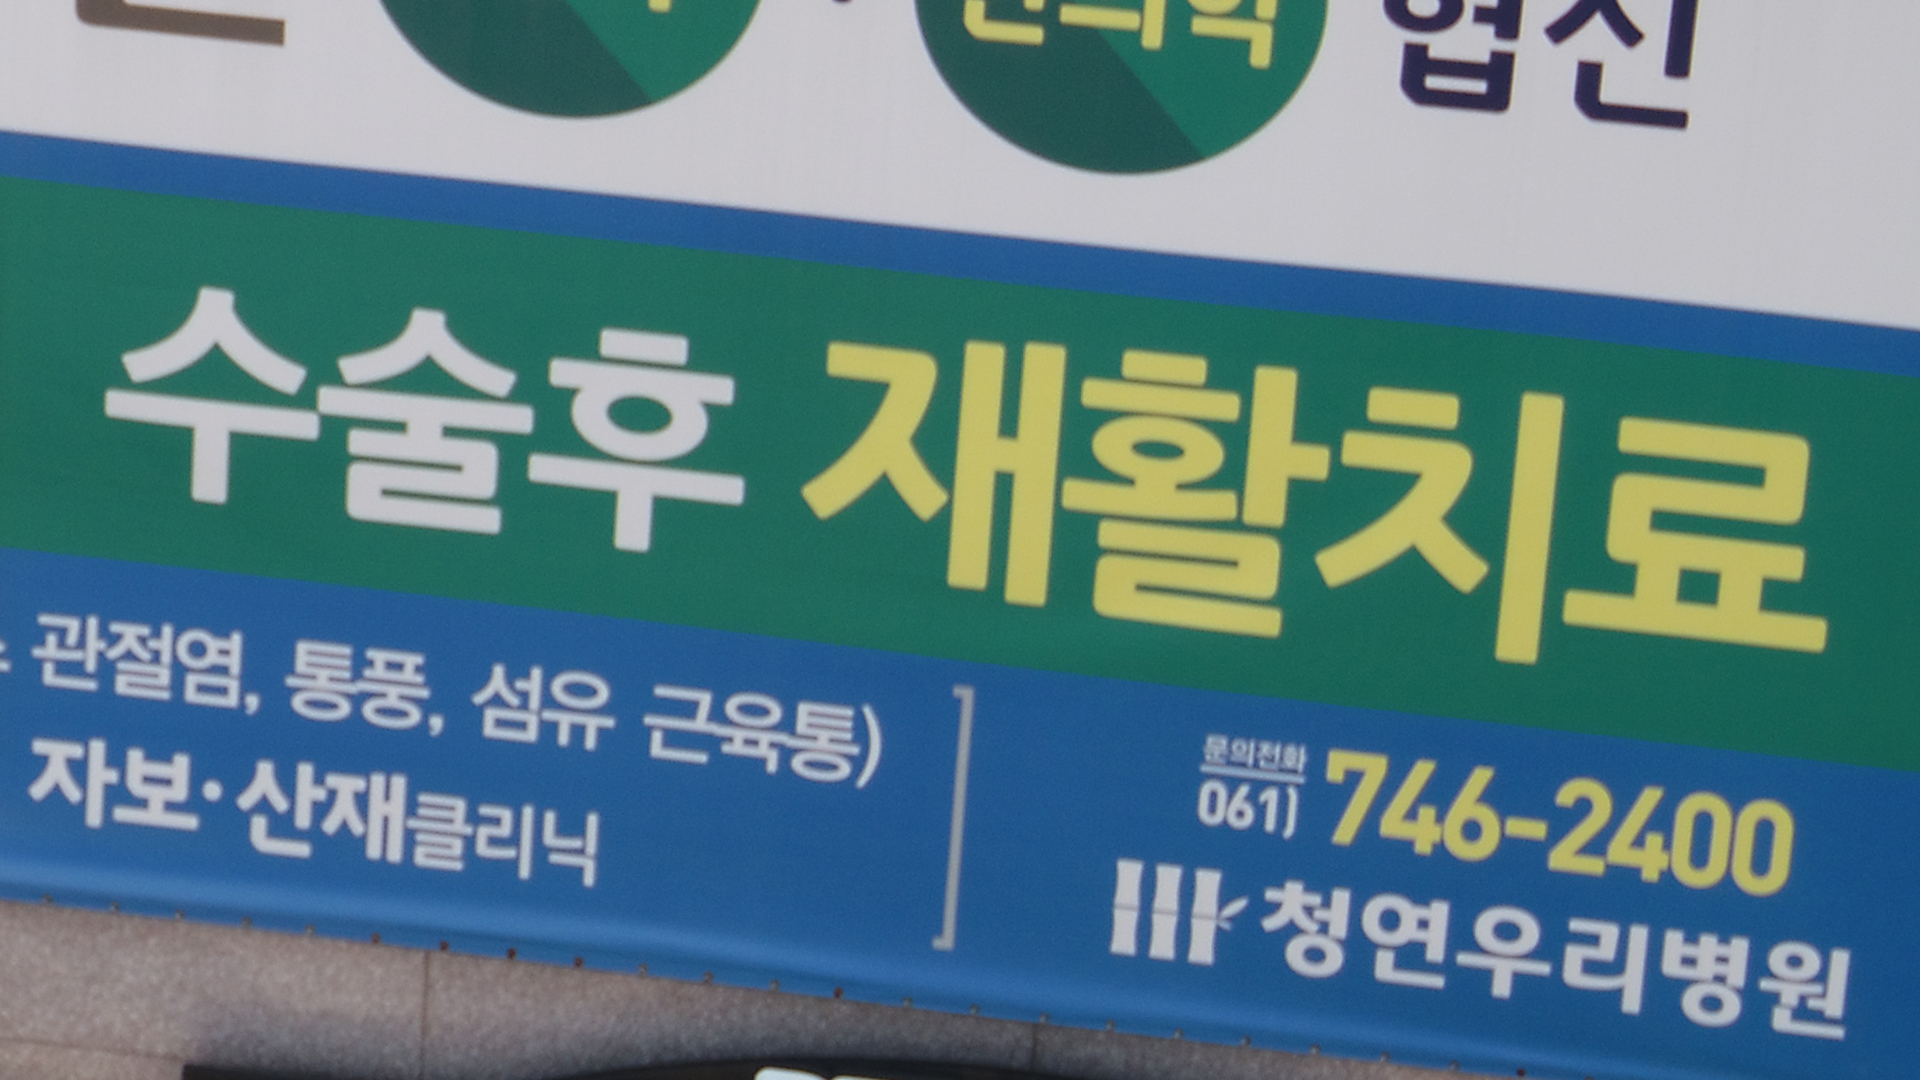 협진
수술후 재활치료
관절염, 통풍, 섬유 근육통)
자보·산재클리닉
문의전화
061) 746-2400
청연우리병원